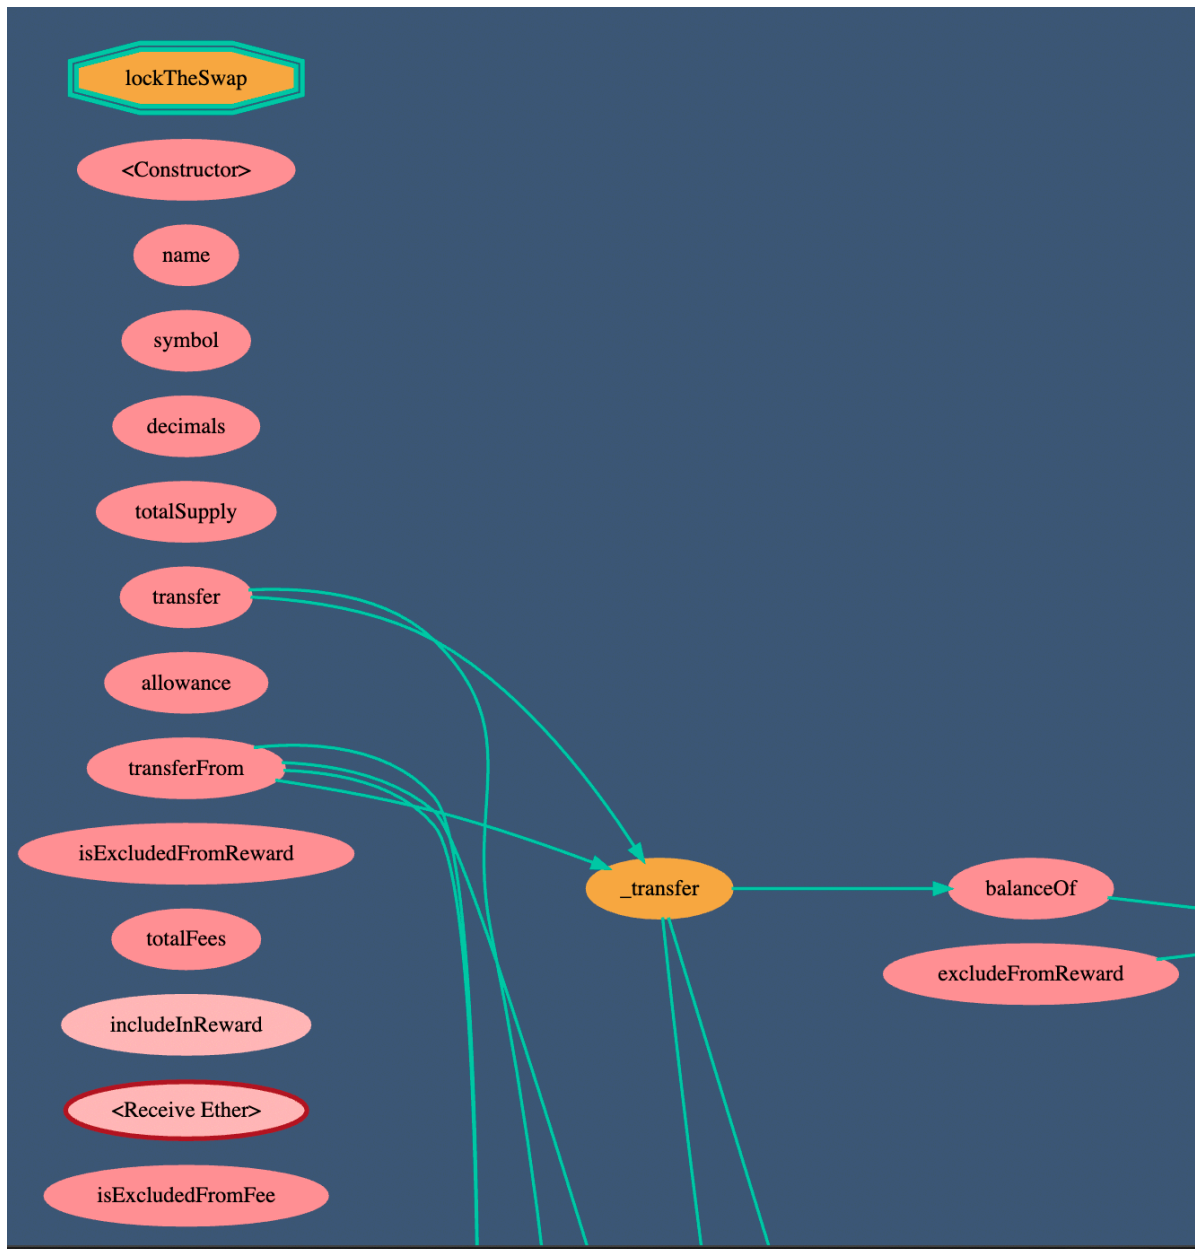 lockTheSwap
<Constructor>
name
symbol
decimals
totalSupply
transfer
allowance
transferFrom
isExcludedFromReward
_transfer
balanceOf
totalFees
excludeFromReward
includeInReward
<Receive Ether>
isExcludedFromFee